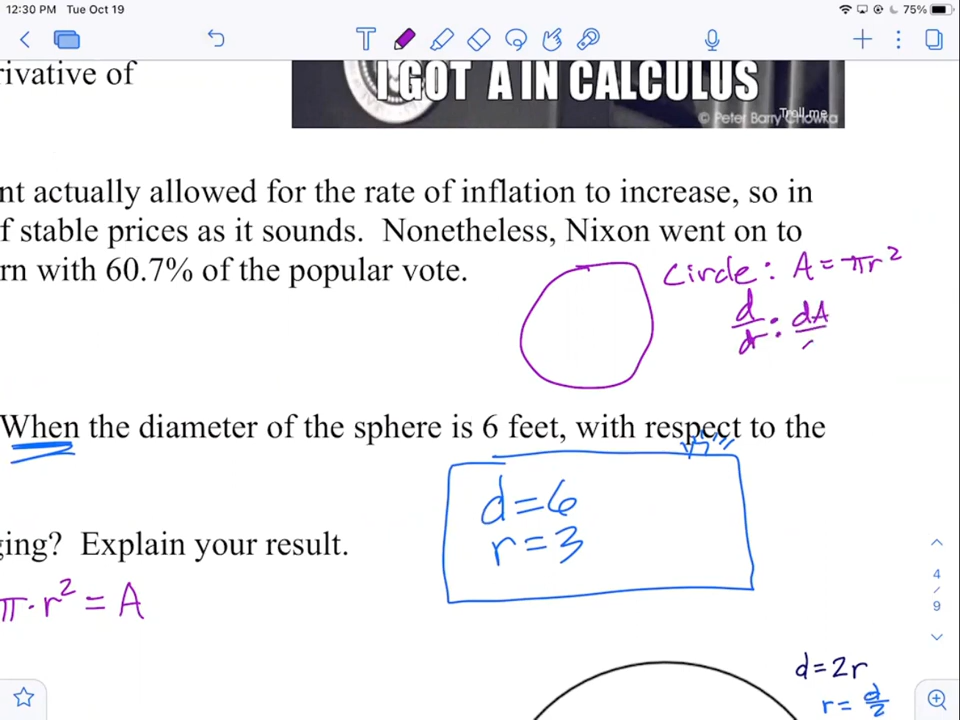 12:30 PM Tue Oct 19
75%
T
rivative of
I GOT A IN CALCULUS
Troll.me
© Peter Barry Chowka
nt actually allowed for the rate of inflation to increase, so in
f stable prices as it sounds. Nonetheless, Nixon went on to
rn with 60.7% of the popular vote.
Circle: A = πr²
d/dr : dA/
When the diameter of the sphere is 6 feet, with respect to the
d = 6
r = 3
ging? Explain your result.
π·r² = A
4
/
9
d = 2r
r = d/2